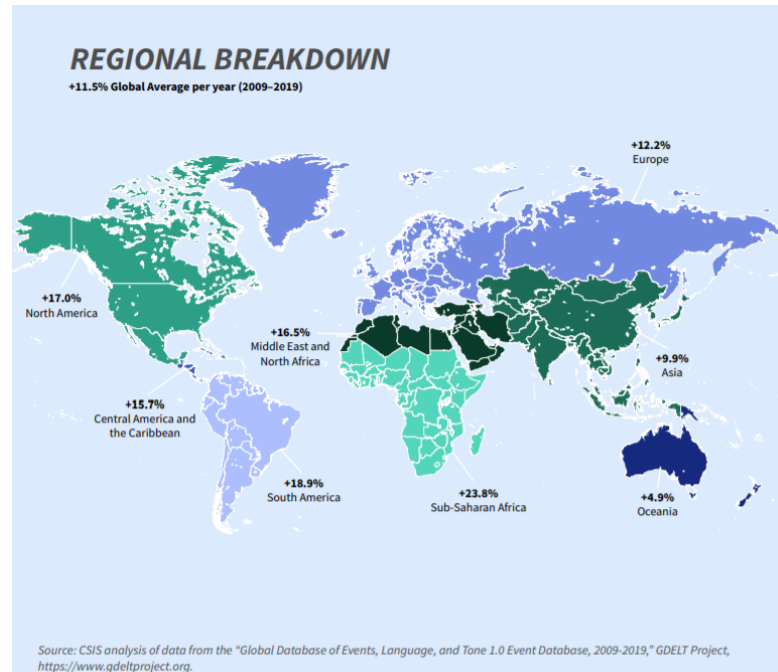 REGIONAL BREAKDOWN
+11.5% Global Average per year (2009–2019)
+12.2%
Europe
+17.0%
North America
+16.5%
Middle East and
North Africa
+9.9%
Asia
+15.7%
Central America and
the Caribbean
+18.9%
South America
+23.8%
Sub-Saharan Africa
+4.9%
Oceania
Source: CSIS analysis of data from the “Global Database of Events, Language, and Tone 1.0 Event Database, 2009-2019,” GDELT Project,
https://www.gdeltproject.org.